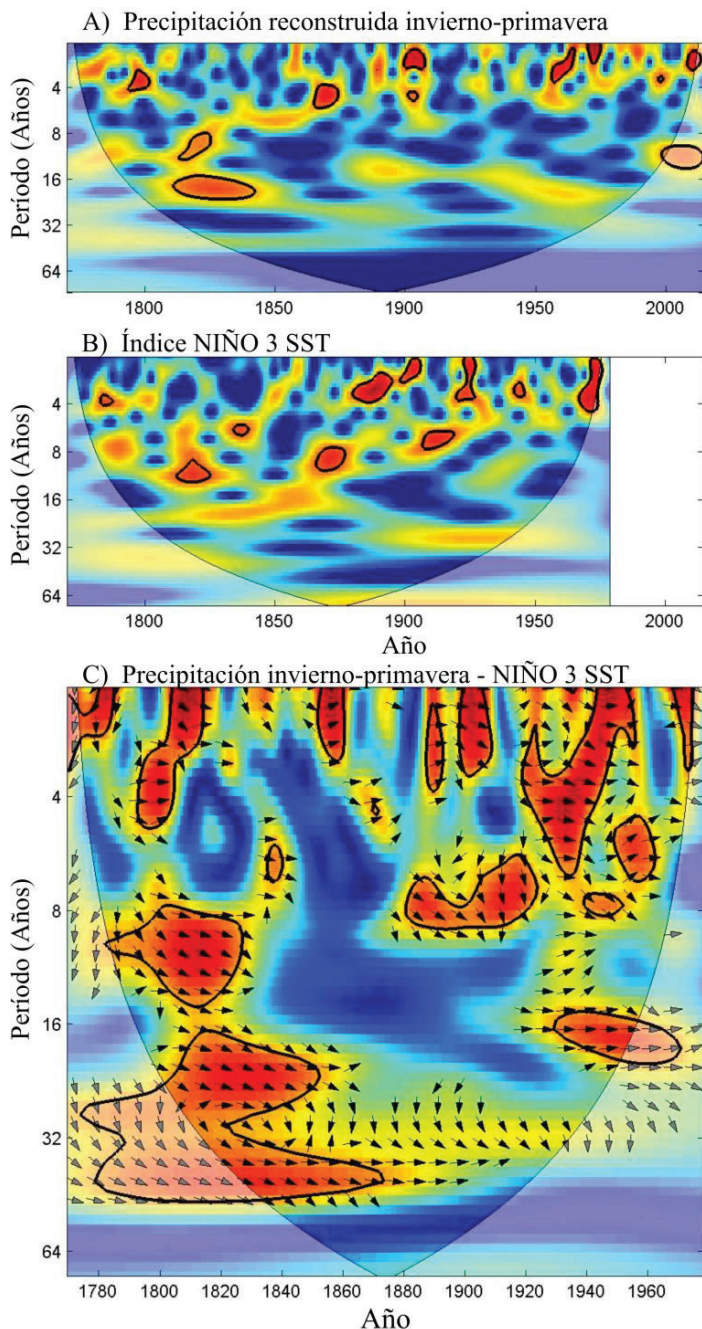 A) Precipitación reconstruida invierno-primavera
Período (Años)
4
8
16
32
64
1800 1850 1900 1950 2000
B) Índice NIÑO 3 SST
Período (Años)
4
8
16
32
64
1800 1850 1900 1950 2000
Año
C) Precipitación invierno-primavera - NIÑO 3 SST
Período (Años)
4
8
16
32
64
1780 1800 1820 1840 1860 1880 1900 1920 1940 1960
Año